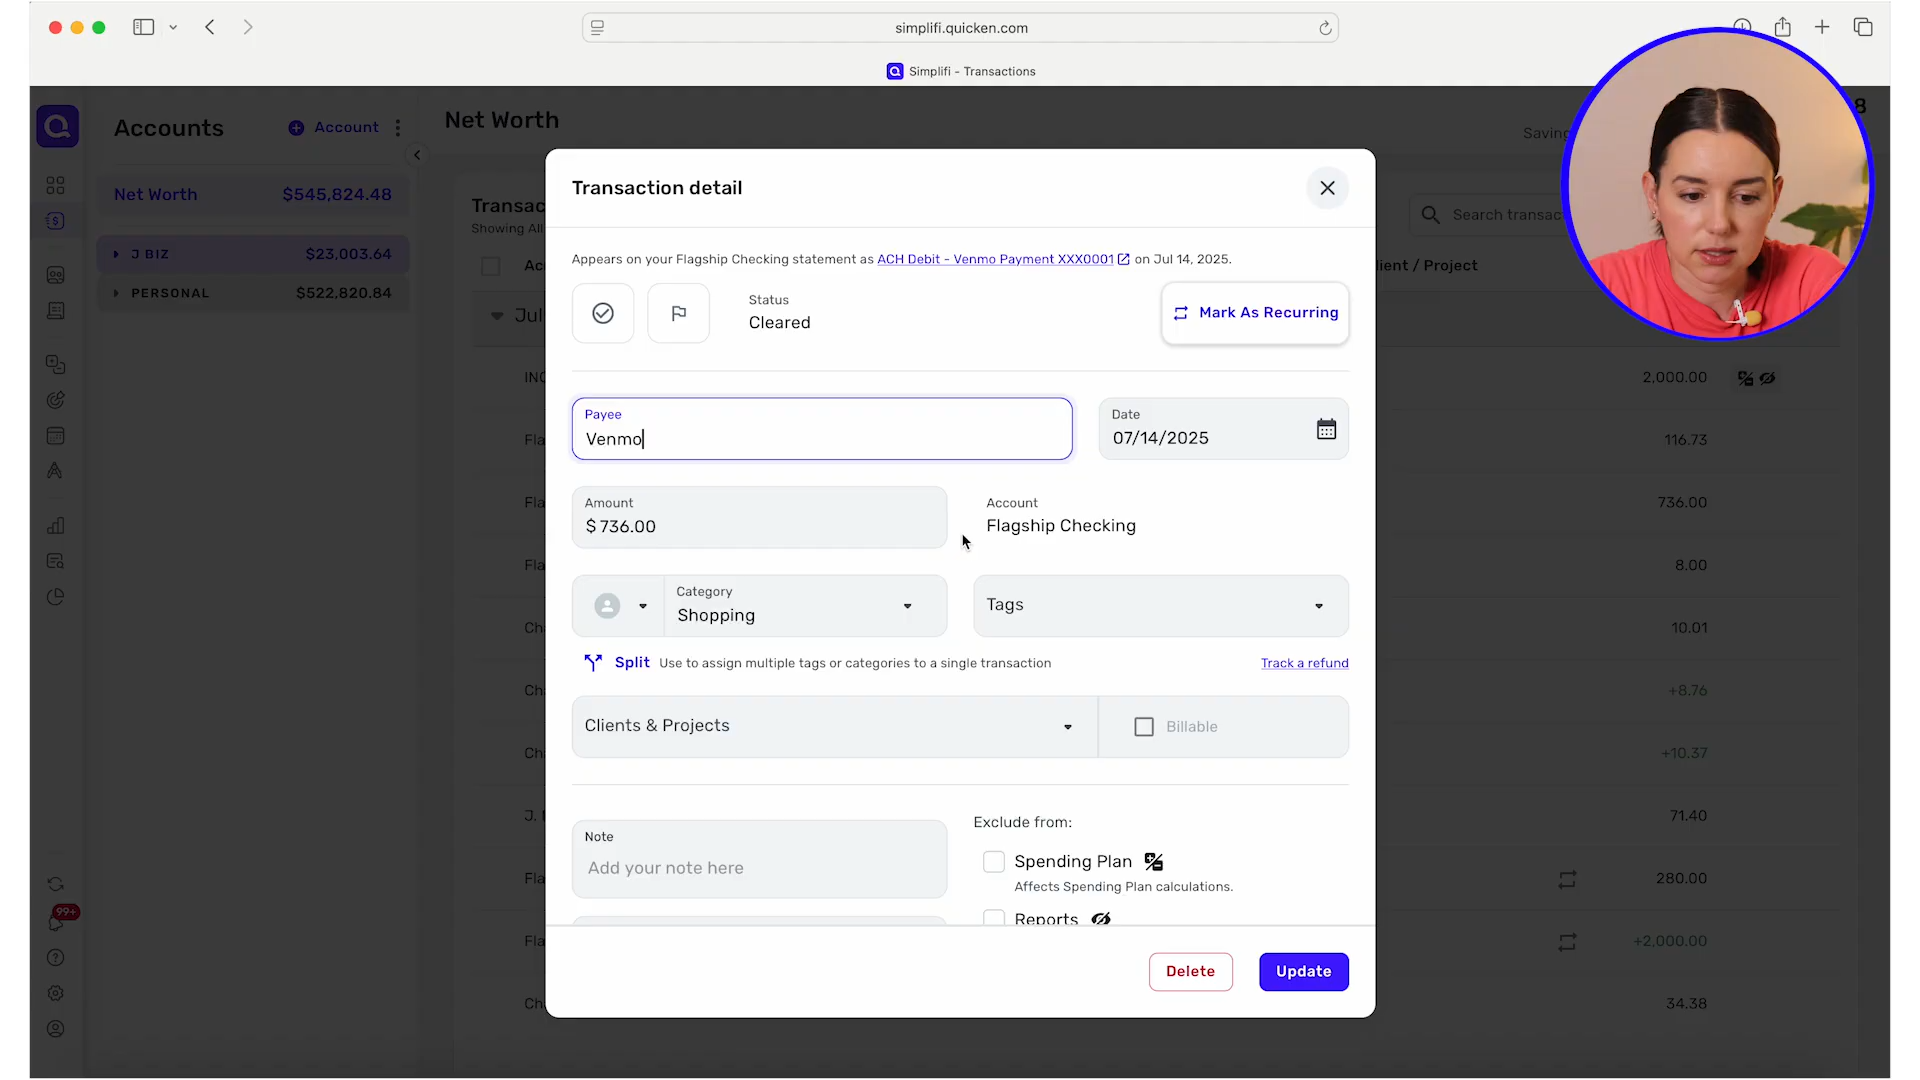 simplifi.quicken.com
Simplifi - Transactions
Accounts
Account
Net Worth $545,824.48
J BIZ $23,003.64
PERSONAL $522,820.84
99+
Net Worth
Transac
Showing All
Search transac
Saving
8
Jul
lient / Project
2,000.00
Fla 116.73
Fla 736.00
Fla 8.00
Ch 10.01
Ch +8.76
Ch +10.37
71.40
Fla 280.00
Fla +2,000.00
Ch 34.38
Transaction detail
Appears on your Flagship Checking statement as ACH Debit - Venmo Payment XXX0001 on Jul 14, 2025.
Status
Cleared
Mark As Recurring
Payee
Venmo
Date
07/14/2025
Amount
$ 736.00
Account
Flagship Checking
Category
Shopping
Tags
Split Use to assign multiple tags or categories to a single transaction
Track a refund
Clients & Projects
Billable
Note
Add your note here
Exclude from:
Spending Plan
Affects Spending Plan calculations.
Reports
Delete
Update